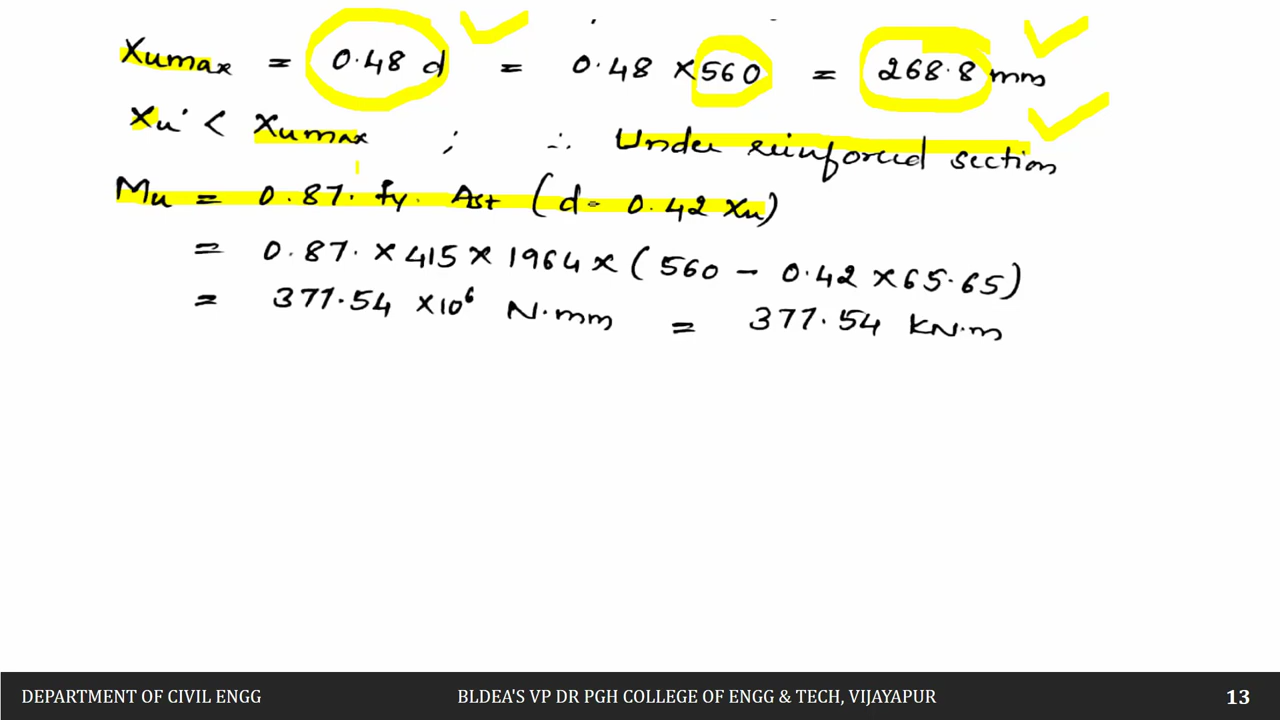 Xumax = 0.48 d = 0.48 × 560 = 268.8 mm
Xu < Xumax ; ∴ Under reinforced section
Mu = 0.87. fy. Ast (d - 0.42 Xu)
= 0.87. × 415 × 1964 × (560 - 0.42 × 65.65)
= 377.54 × 10⁶ N.mm = 377.54 KN.m
DEPARTMENT OF CIVIL ENGG BLDEA'S VP DR PGH COLLEGE OF ENGG & TECH, VIJAYAPUR 13